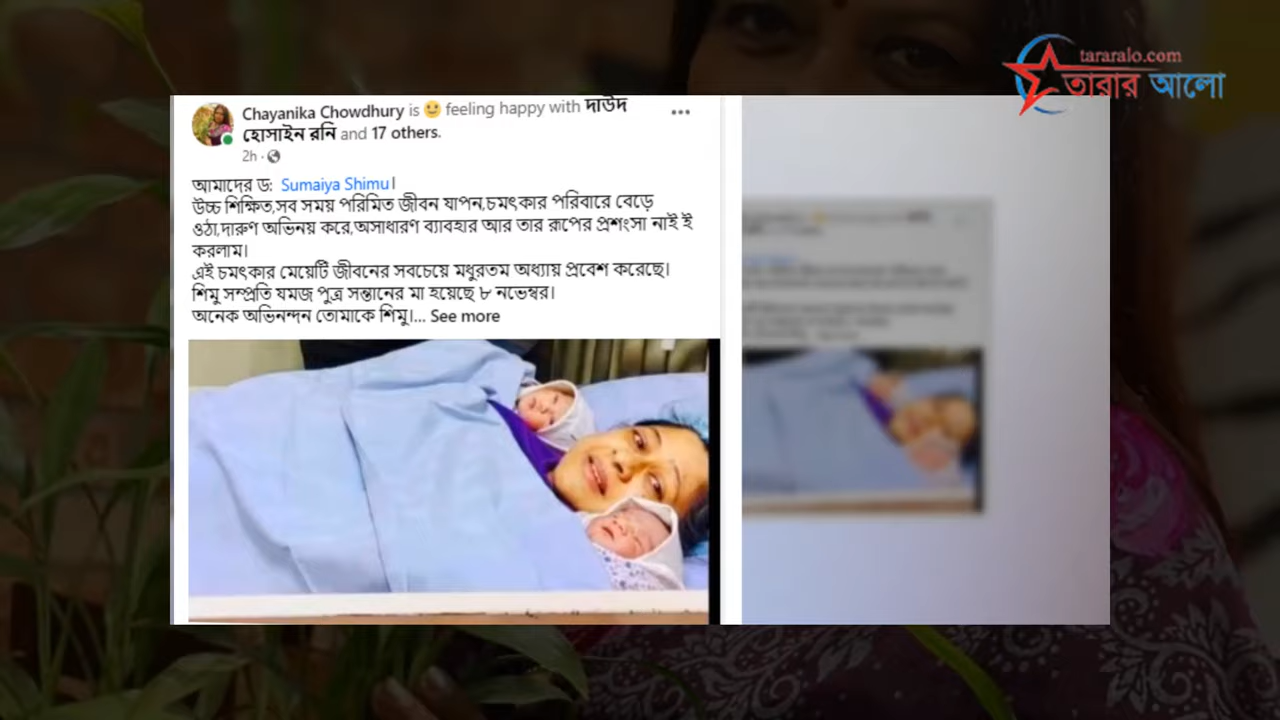 tararalo.com
তারার আলো
Chayanika Chowdhury is feeling happy with দাউদ
হোসাইন রনি and 17 others.
2h
আমাদের ড: Sumaiya Shimu।
উচ্চ শিক্ষিত,সব সময় পরিমিত জীবন যাপন,চমৎকার পরিবারে বেড়ে
ওঠা,দারুণ অভিনয় করে,অসাধারণ ব্যাবহার আর তার রূপের প্রশংসা নাই ই
করলাম।
এই চমৎকার মেয়েটি জীবনের সবচেয়ে মধুরতম অধ্যায় প্রবেশ করেছে।
শিমু সম্প্রতি যমজ পুত্র সন্তানের মা হয়েছে ৮ নভেম্বর।
অনেক অভিনন্দন তোমাকে শিমু।... See more